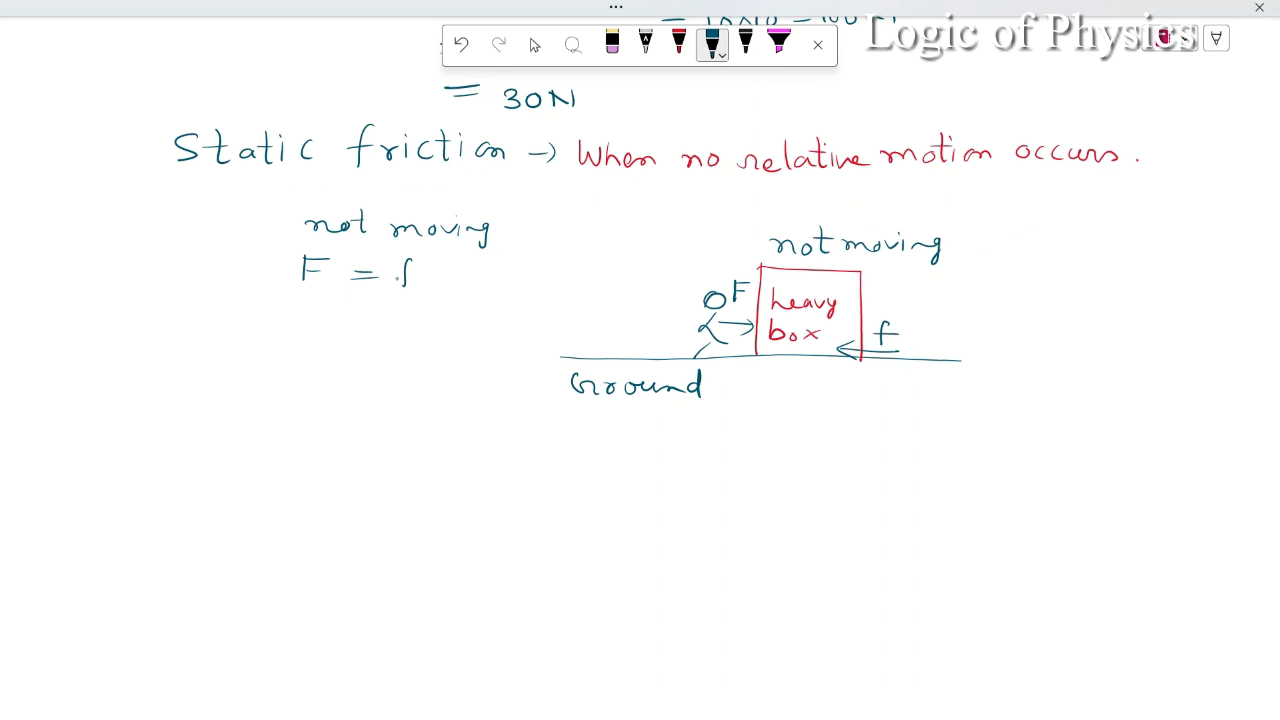 Logic of Physics
= 30N
Static friction → When no relative motion occurs.
not moving
F = f
not moving
F
heavy
box
f
Ground